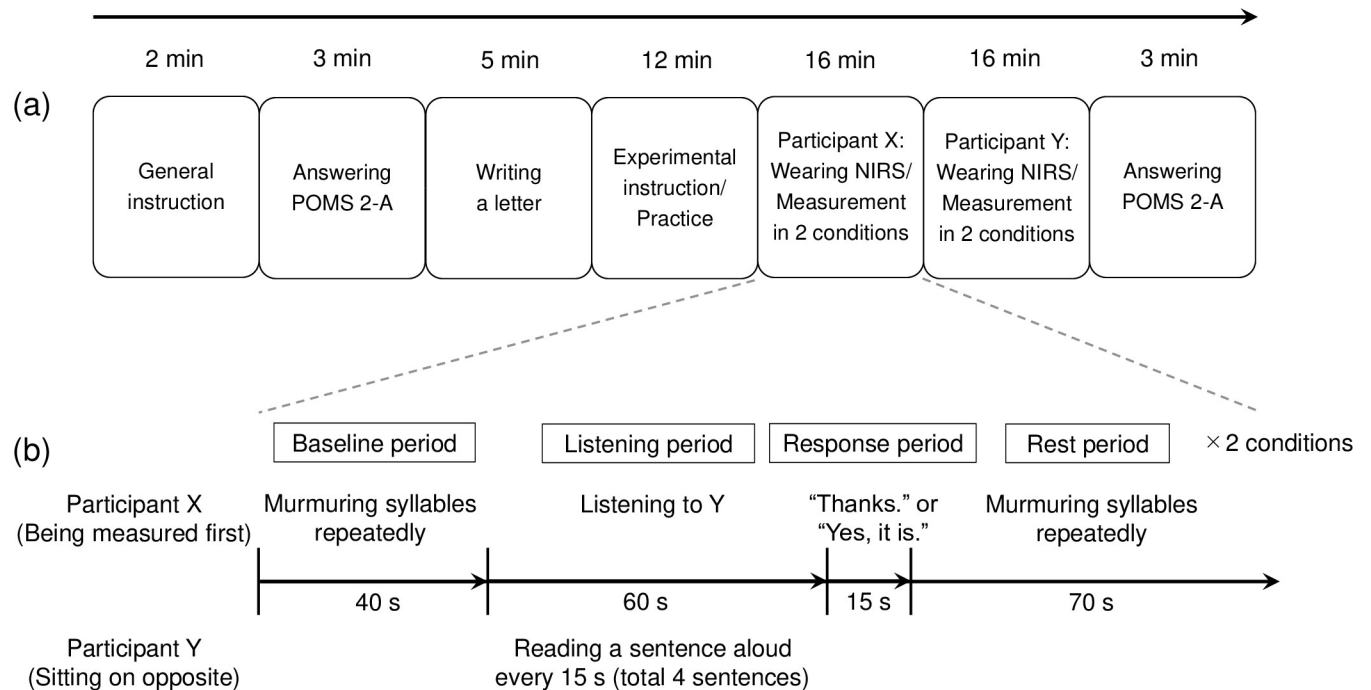 2 min 3 min 5 min 12 min 16 min 16 min 3 min
(a)
General
instruction
Answering
POMS 2-A
Writing
a letter
Experimental
instruction/
Practice
Participant X:
Wearing NIRS/
Measurement
in 2 conditions
Participant Y:
Wearing NIRS/
Measurement
in 2 conditions
Answering
POMS 2-A
(b)
Baseline period Listening period Response period Rest period × 2 conditions
Participant X
(Being measured first)
Murmuring syllables
repeatedly
Listening to Y
“Thanks.” or
“Yes, it is.”
Murmuring syllables
repeatedly
40 s 60 s 15 s 70 s
Participant Y
(Sitting on opposite)
Reading a sentence aloud
every 15 s (total 4 sentences)